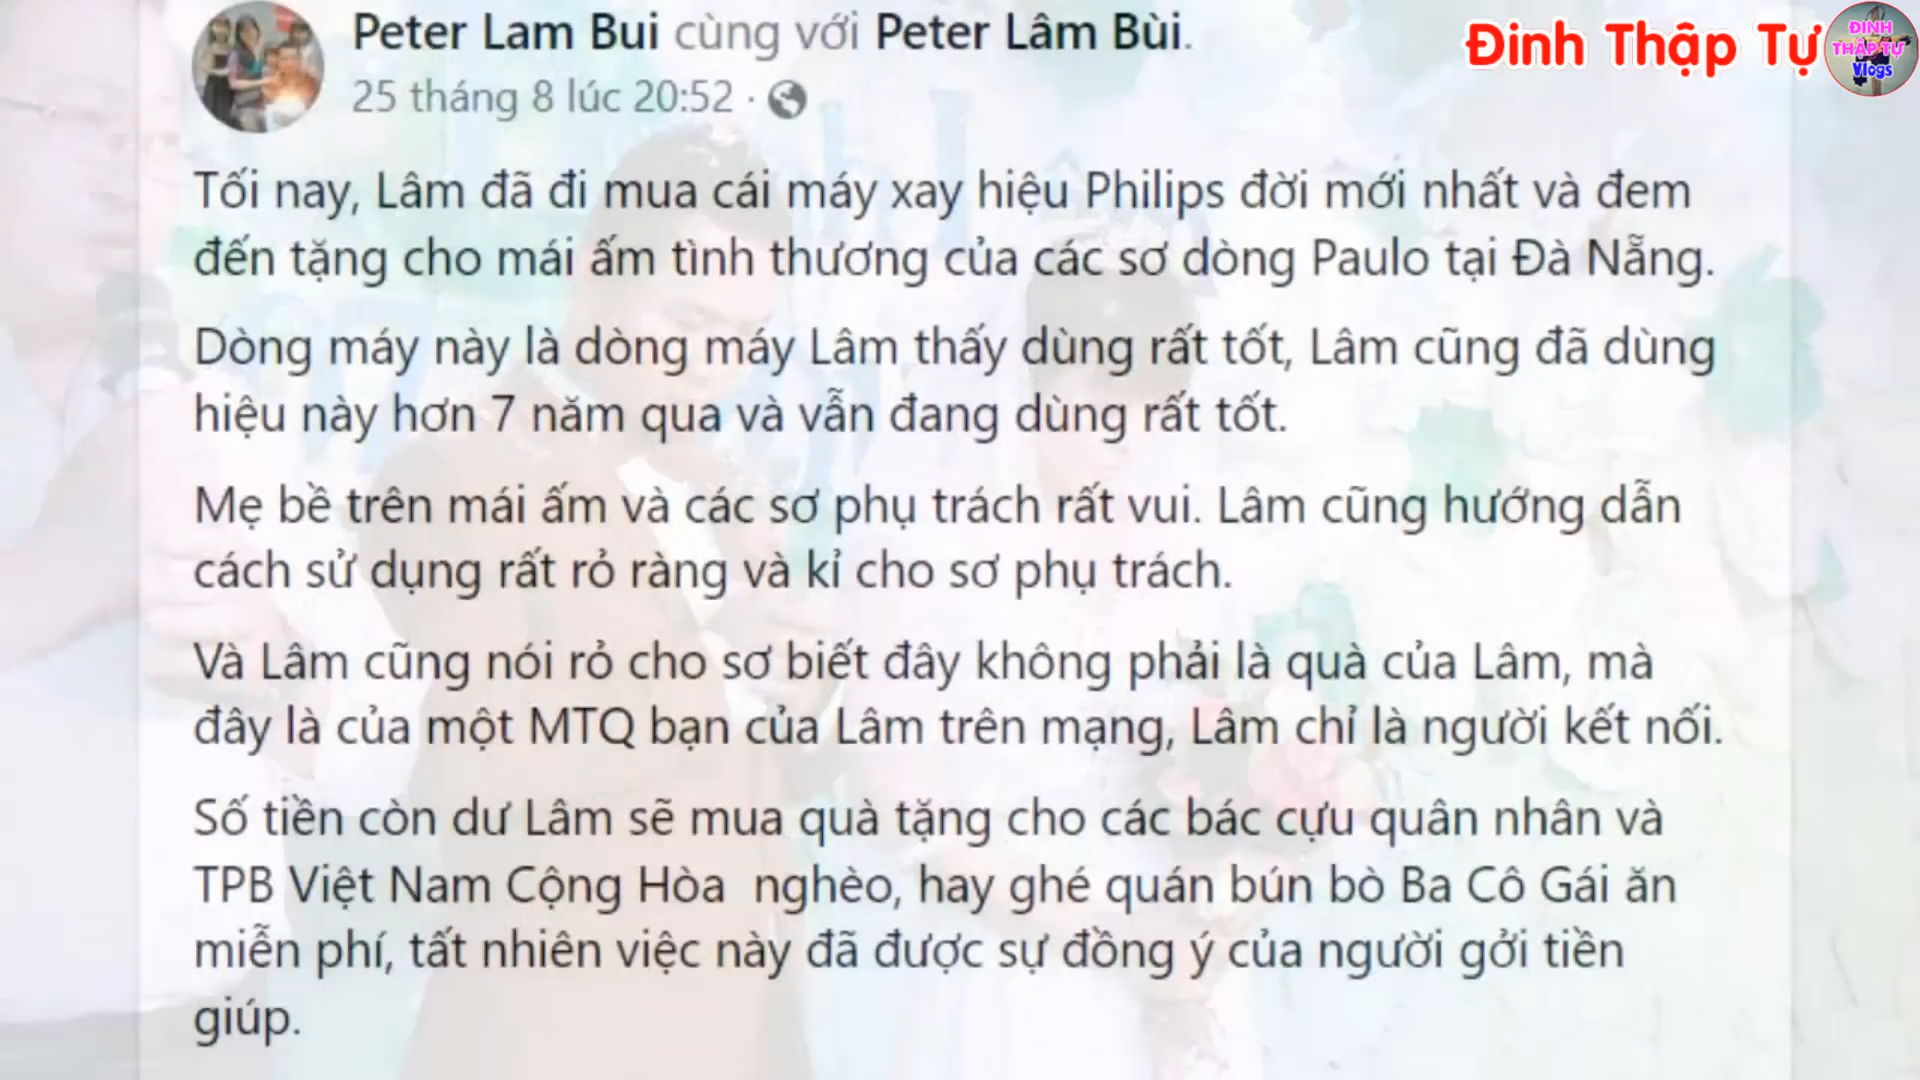 Peter Lam Bui cùng với Peter Lâm Bùi.
25 tháng 8 lúc 20:52 ·
Đinh Thập Tự
ĐINH
THẬP TỰ
Vlogs
Tối nay, Lâm đã đi mua cái máy xay hiệu Philips đời mới nhất và đem
đến tặng cho mái ấm tình thương của các sơ dòng Paulo tại Đà Nẵng.
Dòng máy này là dòng máy Lâm thấy dùng rất tốt, Lâm cũng đã dùng
hiệu này hơn 7 năm qua và vẫn đang dùng rất tốt.
Mẹ bề trên mái ấm và các sơ phụ trách rất vui. Lâm cũng hướng dẫn
cách sử dụng rất rỏ ràng và kỉ cho sơ phụ trách.
Và Lâm cũng nói rỏ cho sơ biết đây không phải là quà của Lâm, mà
đây là của một MTQ bạn của Lâm trên mạng, Lâm chỉ là người kết nối.
Số tiền còn dư Lâm sẽ mua quà tặng cho các bác cựu quân nhân và
TPB Việt Nam Cộng Hòa nghèo, hay ghé quán bún bò Ba Cô Gái ăn
miễn phí, tất nhiên việc này đã được sự đồng ý của người gởi tiền
giúp.